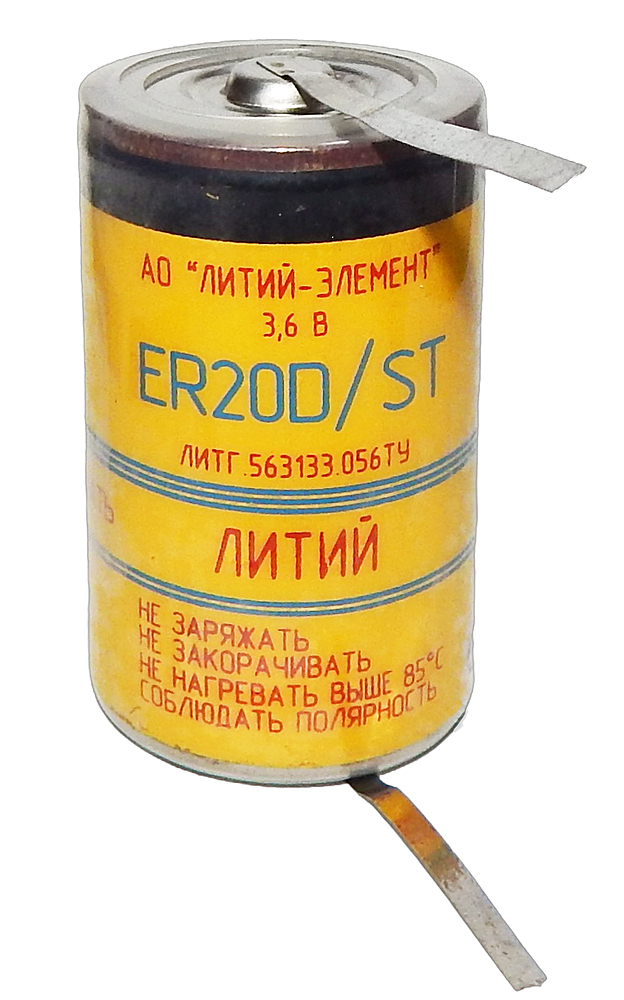 АО "ЛИТИЙ-ЭЛЕМЕНТ"
3,6 В
ER20D/ST
ЛИТГ.563133.056ТУ
ЛИТИЙ
НЕ ЗАРЯЖАТЬ
НЕ ЗАКОРАЧИВАТЬ
НЕ НАГРЕВАТЬ ВЫШЕ 85°С
СОБЛЮДАТЬ ПОЛЯРНОСТЬ